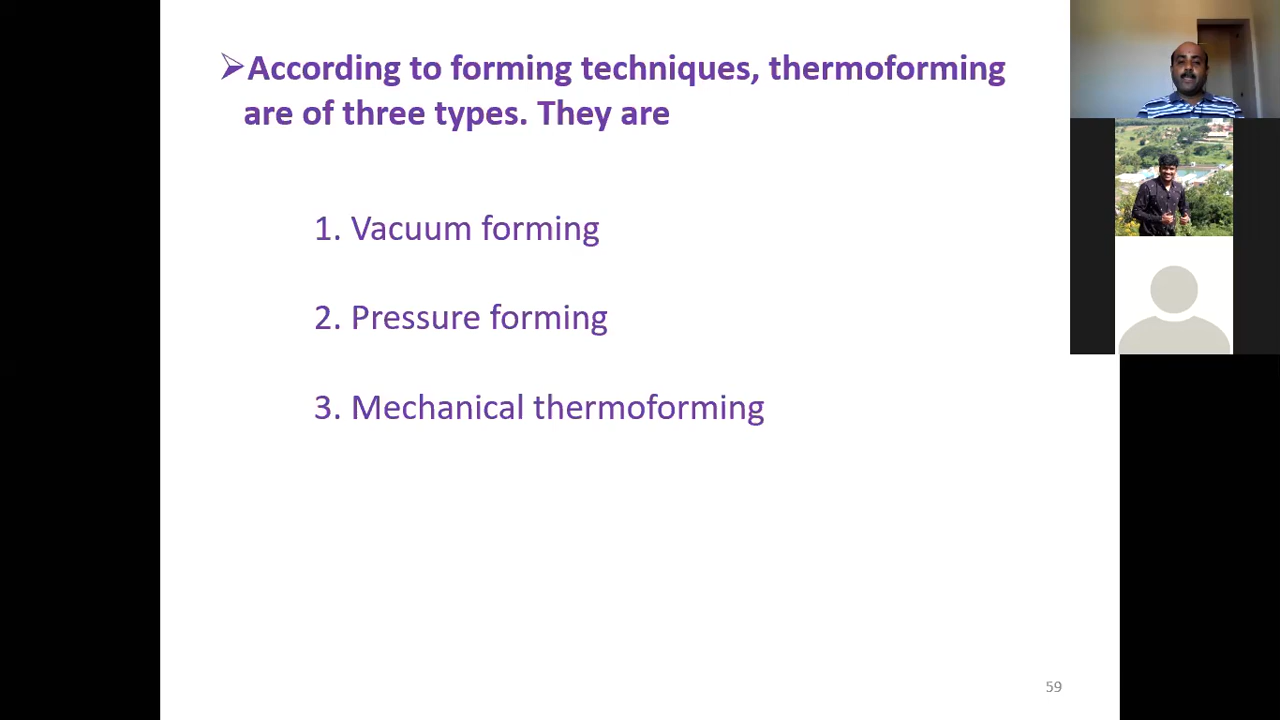 ➢According to forming techniques, thermoforming
are of three types. They are
1. Vacuum forming
2. Pressure forming
3. Mechanical thermoforming
59